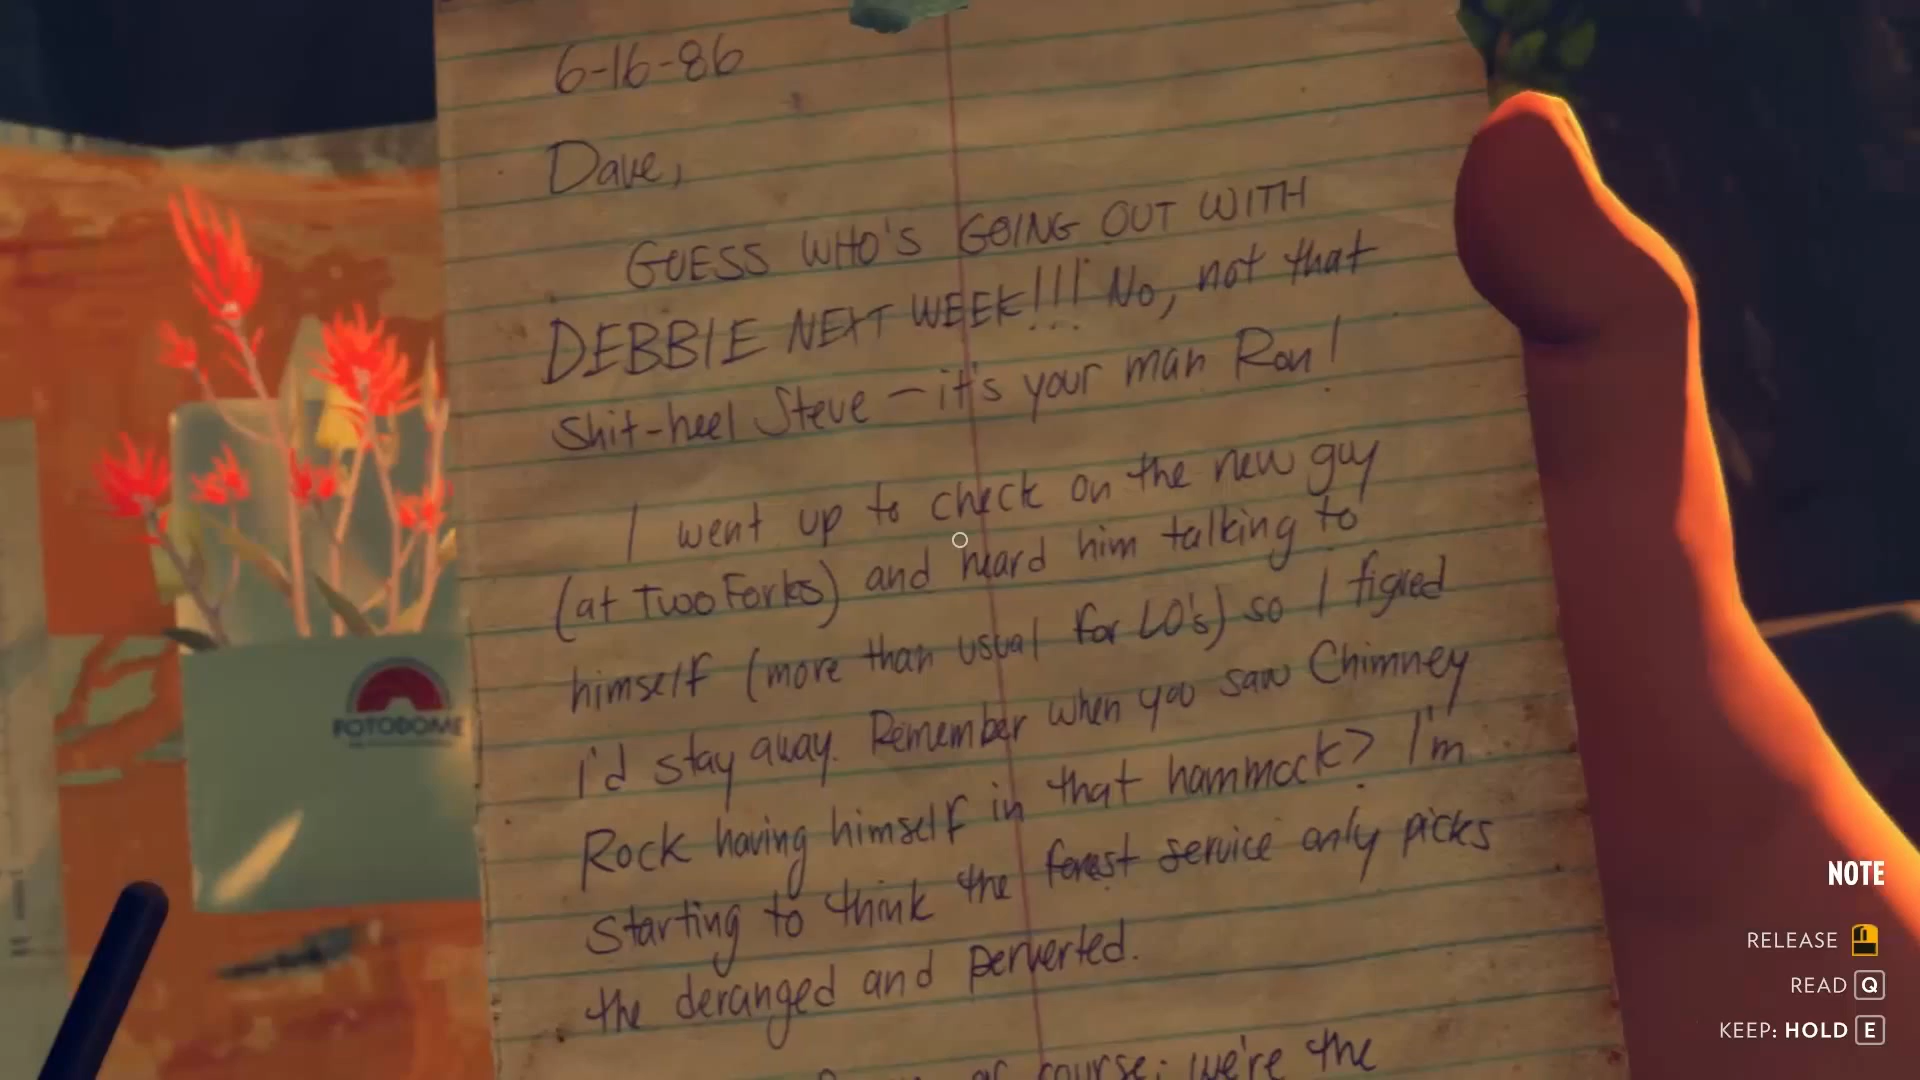 6-16-86
Dave,
GUESS WHO'S GOING OUT WITH
DEBBIE NEXT WEEK!!! No, not that
Shit-heel Steve – it's your man Ron!
I went up to check on the new guy
(at Two Forks) and heard him talking to
himself (more than usual for LO's) so I figred
i'd stay away. Remember when you saw Chimney
Rock having himself in that hammock? I'm
starting to think the forest service only picks
the deranged and perverted.
course; we're the
FOTODOME
NOTE
RELEASE
READ Q
KEEP: HOLD E